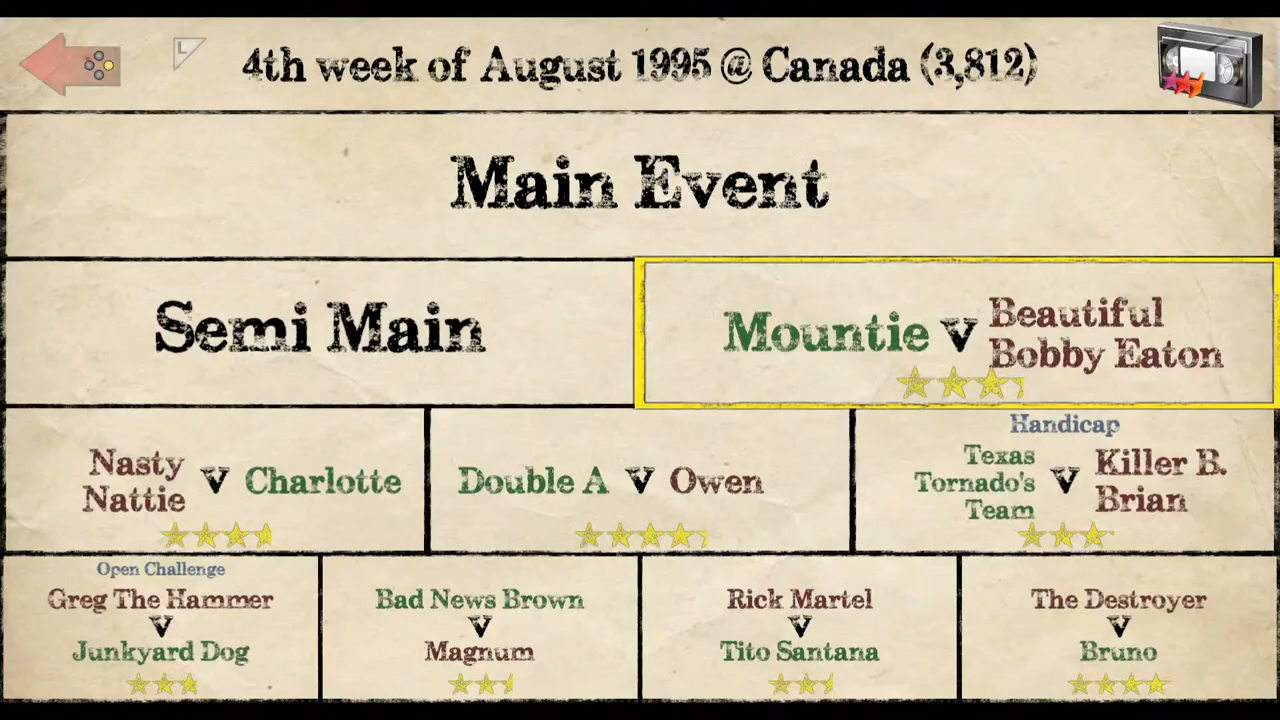 L
4th week of August 1995 @ Canada (3,812)
Main Event
Semi Main
Mountie v Beautiful
Bobby Eaton
Nasty
Nattie v Charlotte
Double A v Owen
Handicap
Texas
Tornado's
Team v Killer B.
Brian
Open Challenge
Greg The Hammer
v
Junkyard Dog
Bad News Brown
v
Magnum
Rick Martel
v
Tito Santana
The Destroyer
v
Bruno